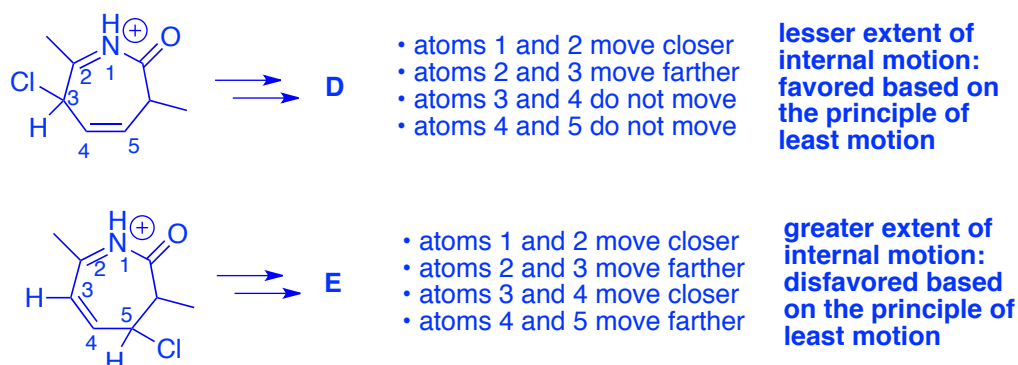 H
+
N
O
Cl
2
1
3
H
4
5
D
• atoms 1 and 2 move closer
• atoms 2 and 3 move farther
• atoms 3 and 4 do not move
• atoms 4 and 5 do not move
lesser extent of
internal motion:
favored based on
the principle of
least motion
H
+
N
O
2
1
H
3
5
4
H
Cl
E
• atoms 1 and 2 move closer
• atoms 2 and 3 move farther
• atoms 3 and 4 move closer
• atoms 4 and 5 move farther
greater extent of
internal motion:
disfavored based
on the principle of
least motion